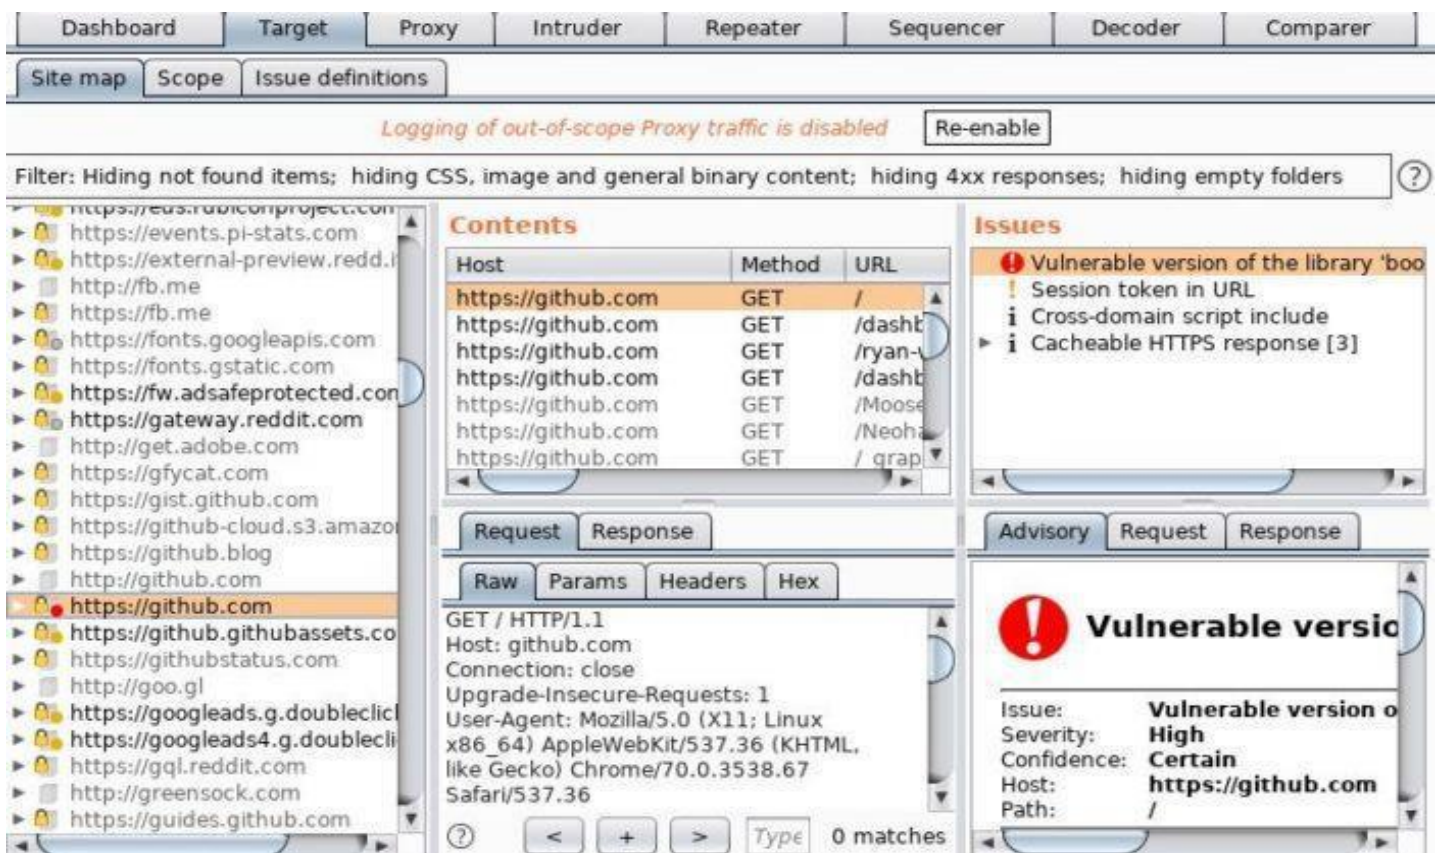 Dashboard Target Proxy Intruder Repeater Sequencer Decoder Comparer
Site map Scope Issue definitions
Logging of out-of-scope Proxy traffic is disabled Re-enable
Filter: Hiding not found items; hiding CSS, image and general binary content; hiding 4xx responses; hiding empty folders ?
https://eus.rubiconproject.con
https://events.pi-stats.com
https://external-preview.redd.i
http://fb.me
https://fb.me
https://fonts.googleapis.com
https://fonts.gstatic.com
https://fw.adsafeprotected.con
https://gateway.reddit.com
http://get.adobe.com
https://gfycat.com
https://gist.github.com
https://github-cloud.s3.amazo
https://github.blog
http://github.com
https://github.com
https://github.githubassets.co
https://githubstatus.com
http://goo.gl
https://googleads.g.doubleclicl
https://googleads4.g.doublecli
https://gql.reddit.com
http://greensock.com
https://guides.github.com
Contents
Host Method URL
https://github.com GET /
https://github.com GET /dashb
https://github.com GET /ryan-v
https://github.com GET /dashb
https://github.com GET /Moose
https://github.com GET /Neoha
https://github.com GET /_grap
Request Response
Raw Params Headers Hex
GET / HTTP/1.1
Host: github.com
Connection: close
Upgrade-Insecure-Requests: 1
User-Agent: Mozilla/5.0 (X11; Linux
x86_64) AppleWebKit/537.36 (KHTML,
like Gecko) Chrome/70.0.3538.67
Safari/537.36
? < + > Type 0 matches
Issues
Vulnerable version of the library 'boo
Session token in URL
Cross-domain script include
Cacheable HTTPS response [3]
Advisory Request Response
Vulnerable versio
Issue: Vulnerable version o
Severity: High
Confidence: Certain
Host: https://github.com
Path: /